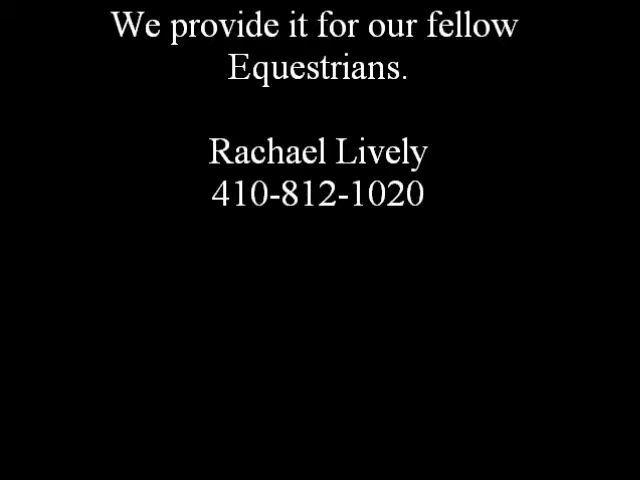 We provide it for our fellow
Equestrians.
Rachael Lively
410-812-1020